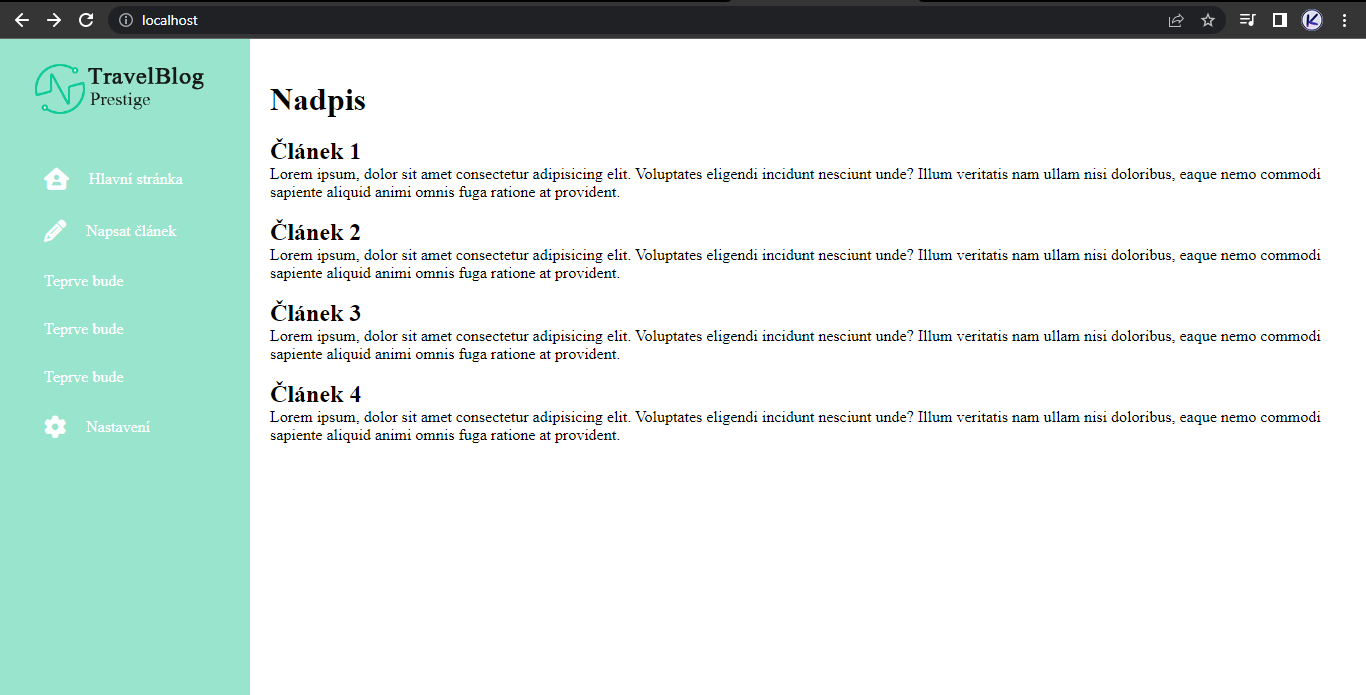 localhost
TravelBlog
Prestige
Hlavní stránka
Napsat článek
Teprve bude
Teprve bude
Teprve bude
Nastavení
Nadpis
Článek 1
Lorem ipsum, dolor sit amet consectetur adipisicing elit. Voluptates eligendi incidunt nesciunt unde? Illum veritatis nam ullam nisi doloribus, eaque nemo commodi
sapiente aliquid animi omnis fuga ratione at provident.
Článek 2
Lorem ipsum, dolor sit amet consectetur adipisicing elit. Voluptates eligendi incidunt nesciunt unde? Illum veritatis nam ullam nisi doloribus, eaque nemo commodi
sapiente aliquid animi omnis fuga ratione at provident.
Článek 3
Lorem ipsum, dolor sit amet consectetur adipisicing elit. Voluptates eligendi incidunt nesciunt unde? Illum veritatis nam ullam nisi doloribus, eaque nemo commodi
sapiente aliquid animi omnis fuga ratione at provident.
Článek 4
Lorem ipsum, dolor sit amet consectetur adipisicing elit. Voluptates eligendi incidunt nesciunt unde? Illum veritatis nam ullam nisi doloribus, eaque nemo commodi
sapiente aliquid animi omnis fuga ratione at provident.